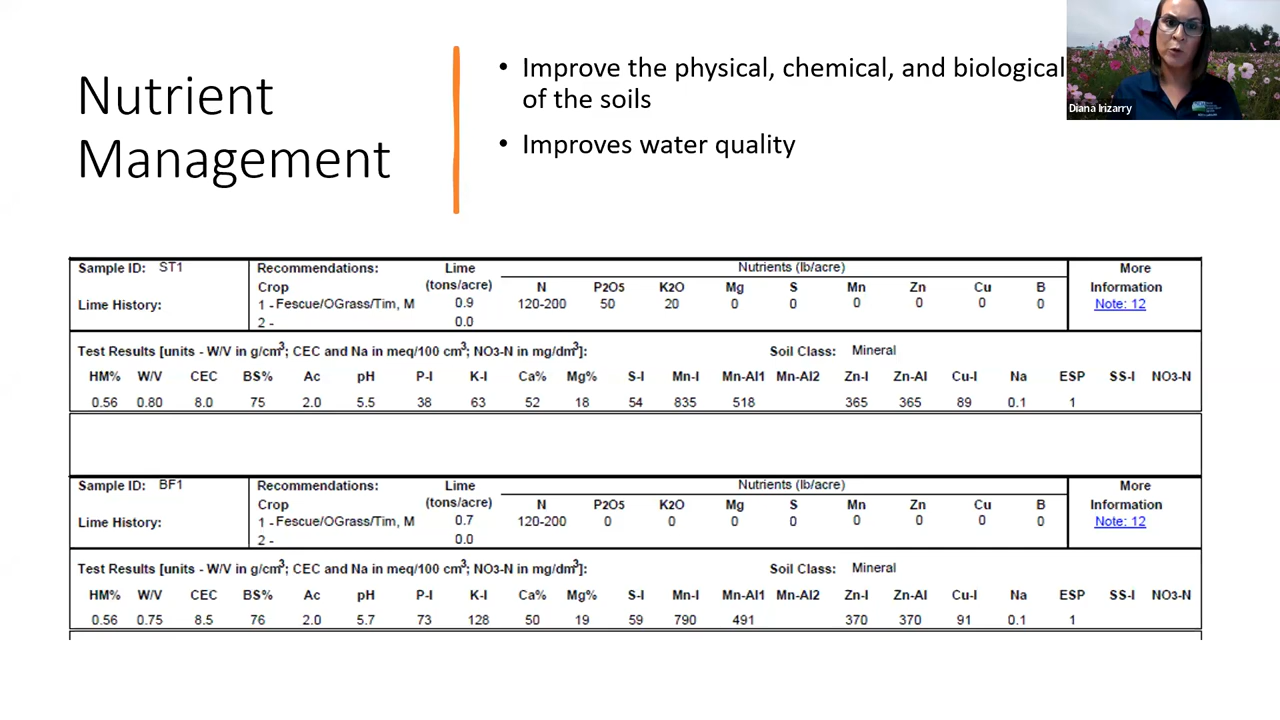 Nutrient
Management
• Improve the physical, chemical, and biological
of the soils
• Improves water quality
Diana Irizarry
Sample ID: ST1 Recommendations: Lime Nutrients (lb/acre) More
Crop (tons/acre) N P2O5 K2O Mg S Mn Zn Cu B Information
Lime History: 1 - Fescue/OGrass/Tim, M 0.9 120-200 50 20 0 0 0 0 0 0 Note: 12
2 - 0.0
Test Results [units - W/V in g/cm3; CEC and Na in meq/100 cm3; NO3-N in mg/dm3]: Soil Class: Mineral
HM% W/V CEC BS% Ac pH P-I K-I Ca% Mg% S-I Mn-I Mn-AI1 Mn-AI2 Zn-I Zn-AI Cu-I Na ESP SS-I NO3-N
0.56 0.80 8.0 75 2.0 5.5 38 63 52 18 54 835 518 365 365 89 0.1 1
Sample ID: BF1 Recommendations: Lime Nutrients (lb/acre) More
Crop (tons/acre) N P2O5 K2O Mg S Mn Zn Cu B Information
Lime History: 1 - Fescue/OGrass/Tim, M 0.7 120-200 0 0 0 0 0 0 0 0 Note: 12
2 - 0.0
Test Results [units - W/V in g/cm3; CEC and Na in meq/100 cm3; NO3-N in mg/dm3]: Soil Class: Mineral
HM% W/V CEC BS% Ac pH P-I K-I Ca% Mg% S-I Mn-I Mn-AI1 Mn-AI2 Zn-I Zn-AI Cu-I Na ESP SS-I NO3-N
0.56 0.75 8.5 76 2.0 5.7 73 128 50 19 59 790 491 370 370 91 0.1 1